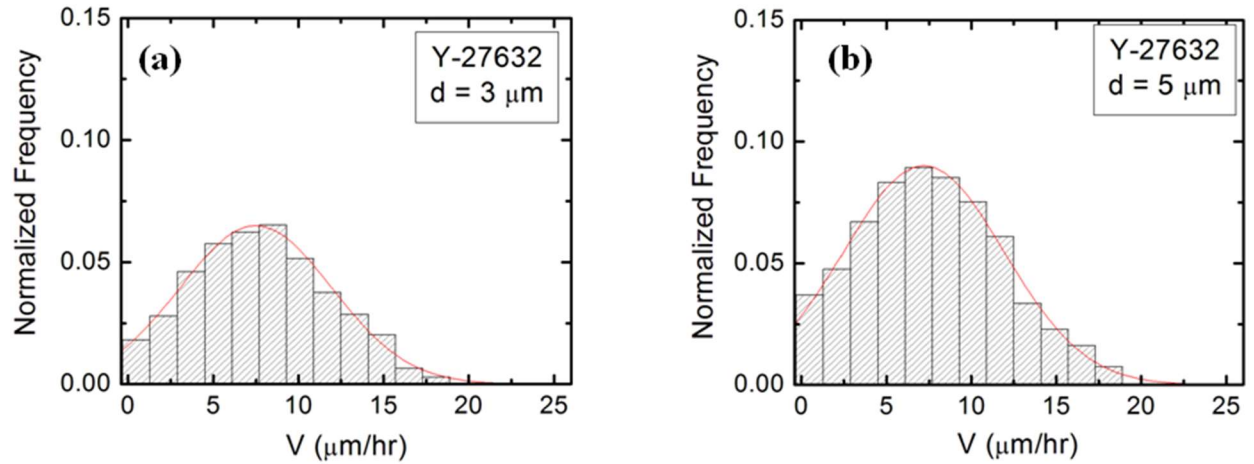 (a)
Y-27632
d = 3 μm
Normalized Frequency
0.15
0.10
0.05
0.00
0 5 10 15 20 25
V (μm/hr)
(b)
Y-27632
d = 5 μm
Normalized Frequency
0.15
0.10
0.05
0.00
0 5 10 15 20 25
V (μm/hr)